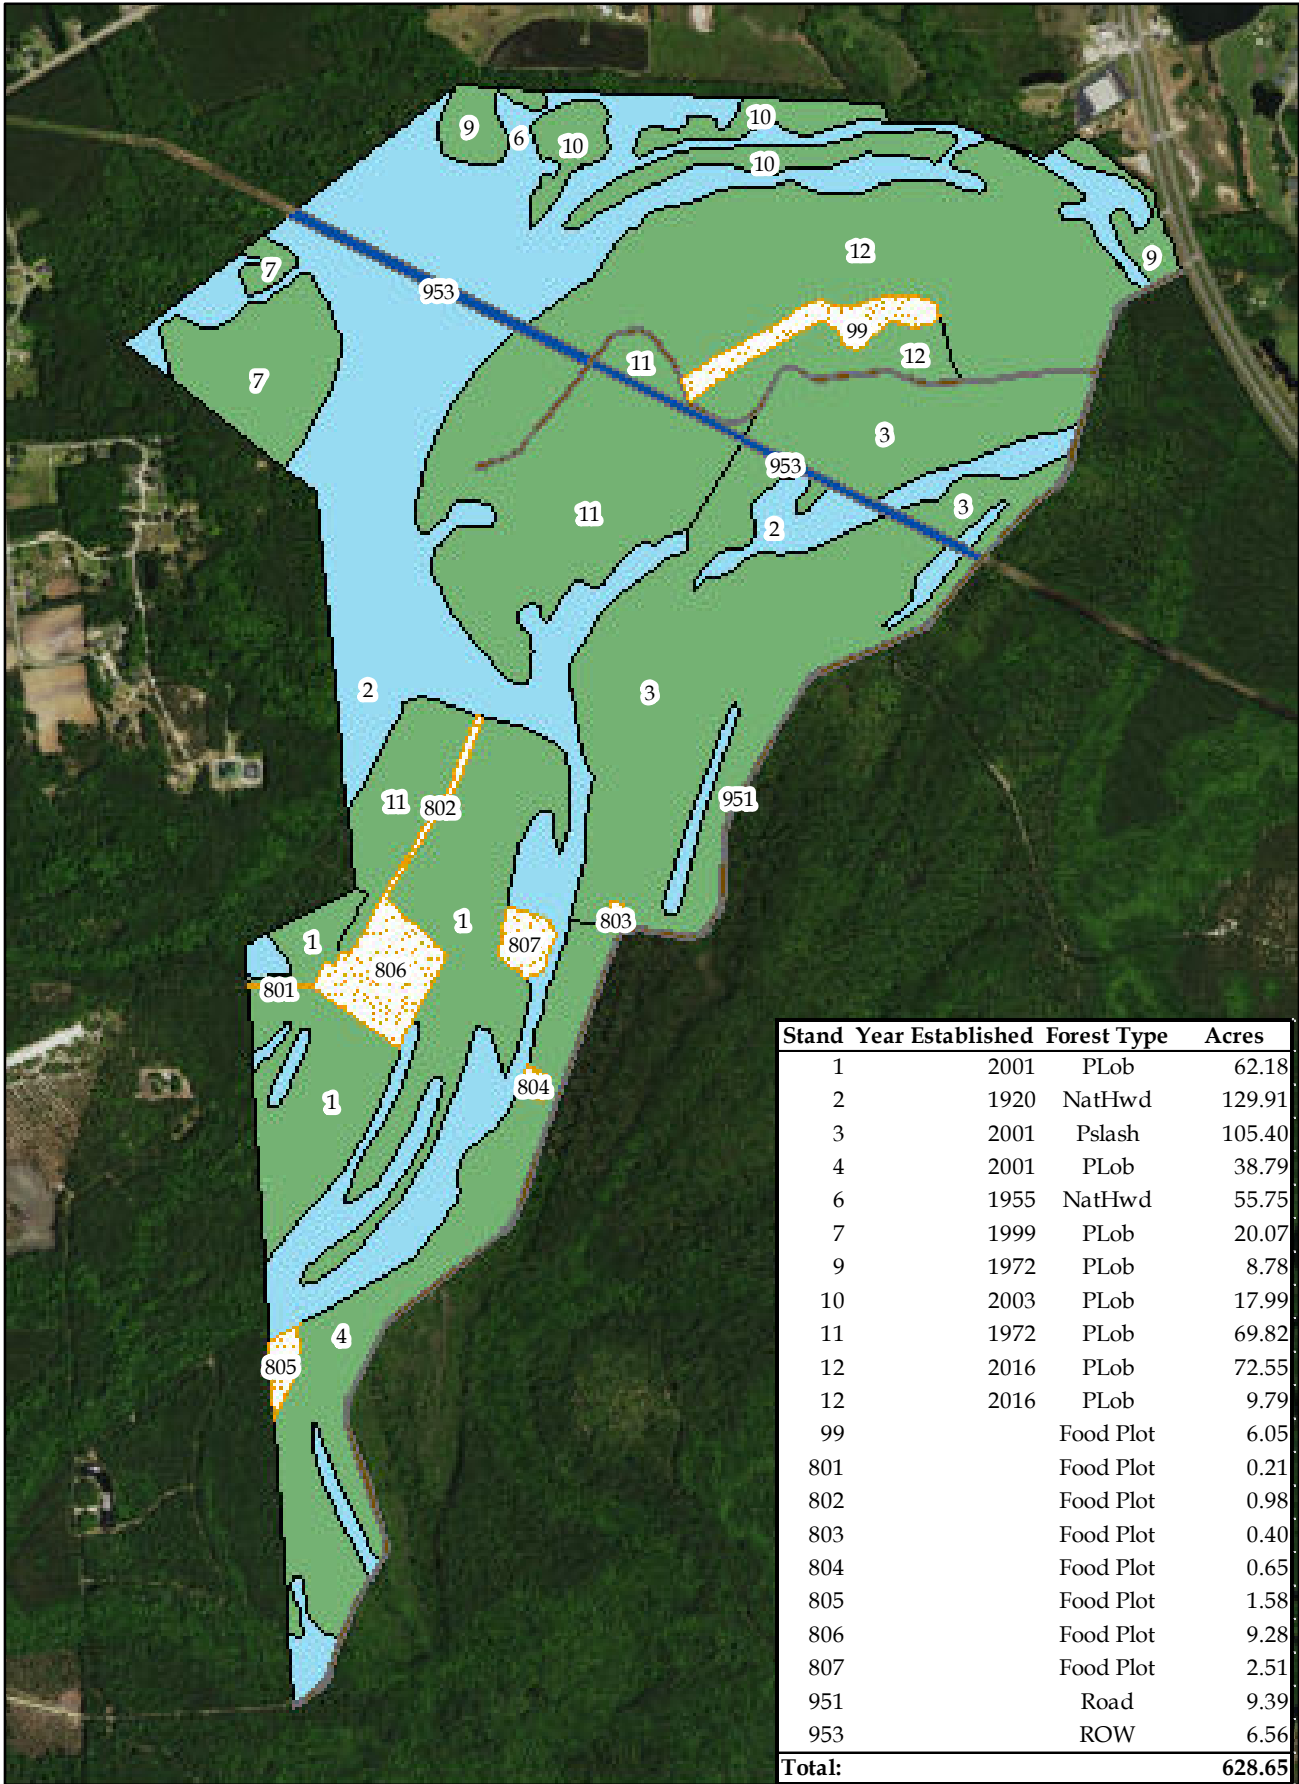 9
6
10
10
10
12
9
7
953
99
11
12
7
3
953
3
11
2
2
3
951
11
802
1
803
1
807
806
801
804
1
4
805
Stand Year Established Forest Type Acres
1 2001 PLob 62.18
2 1920 NatHwd 129.91
3 2001 Pslash 105.40
4 2001 PLob 38.79
6 1955 NatHwd 55.75
7 1999 PLob 20.07
9 1972 PLob 8.78
10 2003 PLob 17.99
11 1972 PLob 69.82
12 2016 PLob 72.55
12 2016 PLob 9.79
99 Food Plot 6.05
801 Food Plot 0.21
802 Food Plot 0.98
803 Food Plot 0.40
804 Food Plot 0.65
805 Food Plot 1.58
806 Food Plot 9.28
807 Food Plot 2.51
951 Road 9.39
953 ROW 6.56
Total: 628.65